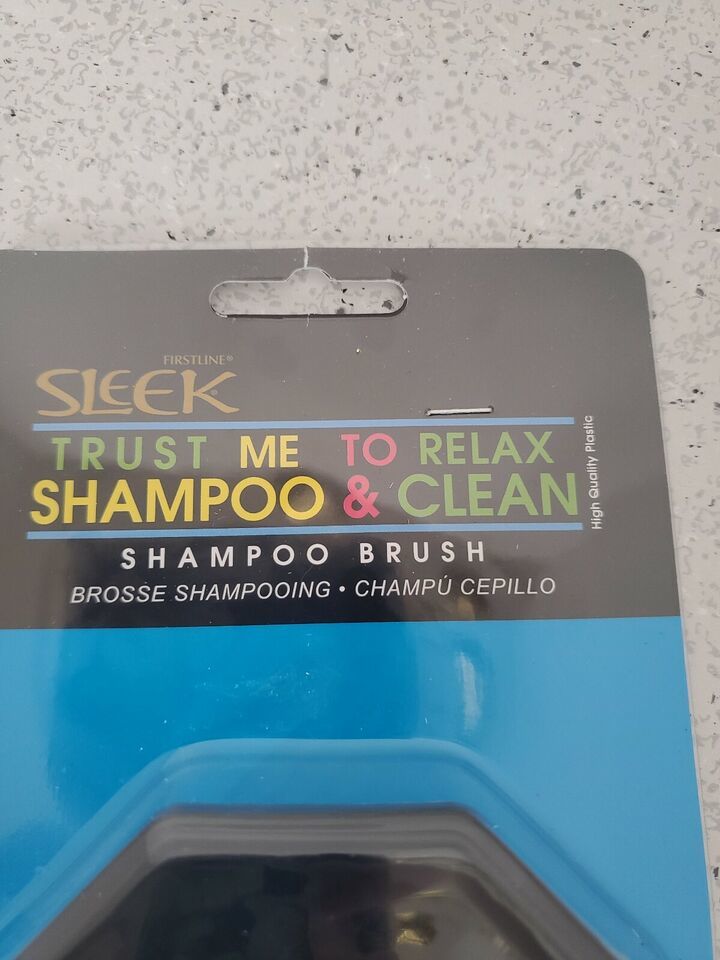 FIRSTLINE®
SLEEK
TRUST ME TO RELAX
SHAMPOO & CLEAN
High Quality Plastic
SHAMPOO BRUSH
BROSSE SHAMPOOING • CHAMPÚ CEPILLO